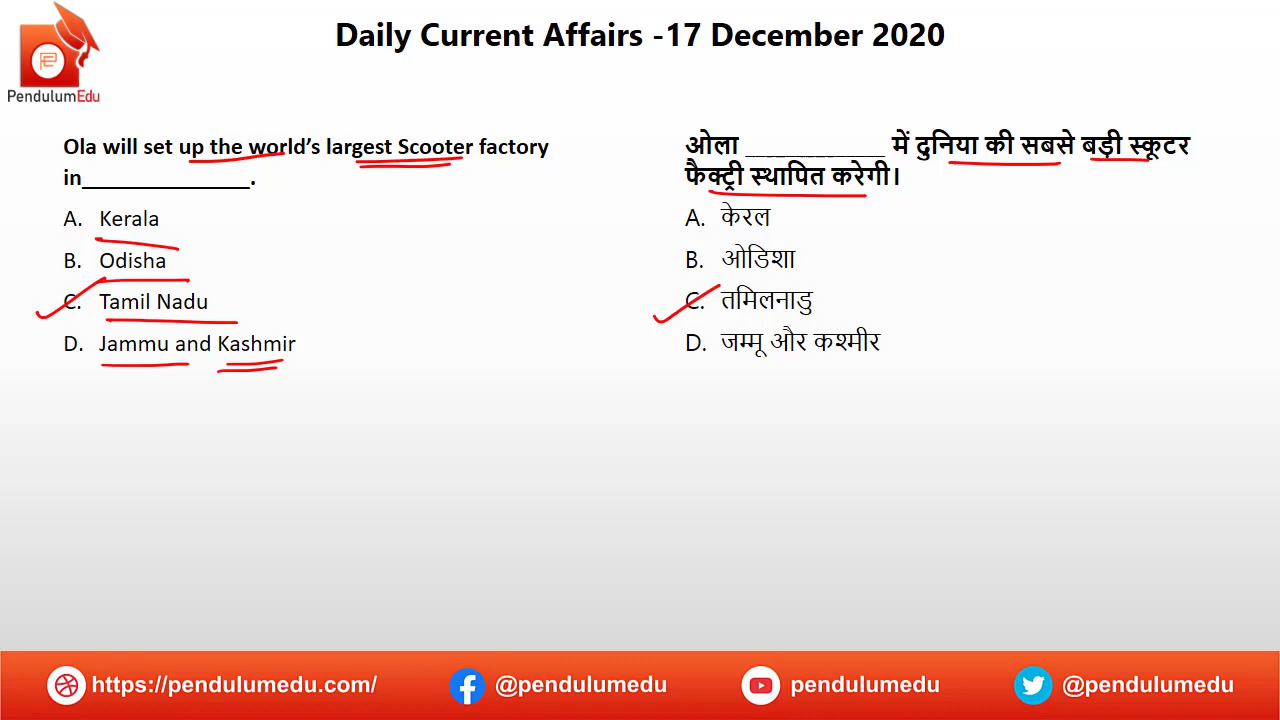 Daily Current Affairs -17 December 2020
PendulumEdu
Ola will set up the world's largest Scooter factory
in_______________.
A. Kerala
B. Odisha
C. Tamil Nadu
D. Jammu and Kashmir
ओला ____________ में दुनिया की सबसे बड़ी स्कूटर
फैक्ट्री स्थापित करेगी।
A. केरल
B. ओडिशा
C. तमिलनाडु
D. जम्मू और कश्मीर
https://pendulumedu.com/
@pendulumedu
pendulumedu
@pendulumedu